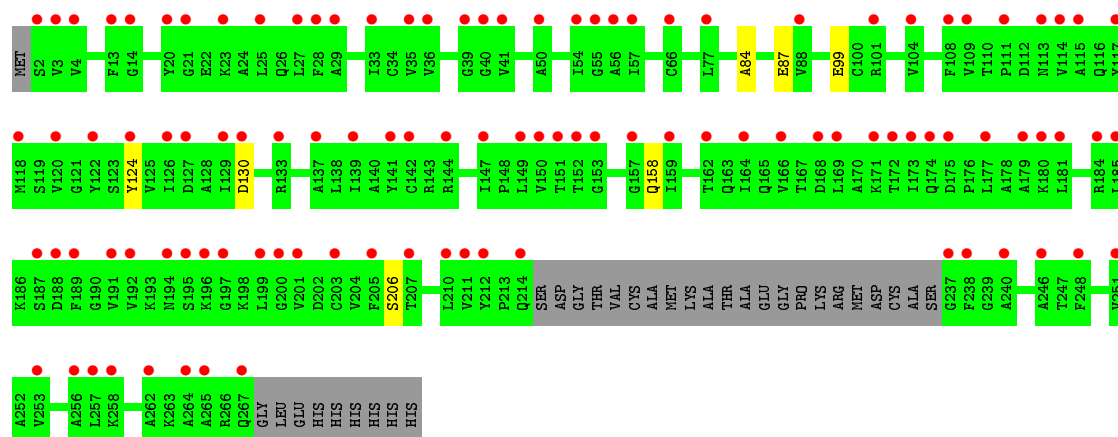 MET S2 V3 V4 F13 G14 Y20 G21 E22 K23 A24 L25 Q26 L27 F28 A29 I33 C34 V35 V36 G39 G40 V41 A50 I54 G55 A56 I57 C66 L77 A84 E87 V88 E99 C100 R101 V104 F108 V109 T110 P111 D112 N113 V114 A115 Q116 Y117
M118 S119 V120 G121 Y122 S123 Y124 V125 I126 D127 A128 I129 D130 R133 A137 L138 I139 A140 Y141 C142 R143 R144 I147 P148 L149 V150 T151 T152 G153 G157 Q158 I159 T162 Q163 I164 Q165 V166 T167 D168 L169 A170 K171 T172 I173 Q174 D175 P176 L177 A178 A179 K180 L181 R184 L185
K186 S187 D188 F189 G190 V191 V192 K193 N194 S195 K196 G197 K198 L199 G200 V201 D202 C203 V204 F205 S206 T207 L210 V211 Y212 P213 Q214 SER ASP GLY THR VAL CYS ALA MET LYS ALA THR ALA GLU GLY PRO LYS ARG MET ASP CYS ALA SER G237 F238 G239 A240 A246 T247 F248 V251
A252 V253 A256 L257 K258 A262 K263 A264 A265 R266 Q267 GLY LEU GLU HIS HIS HIS HIS HIS HIS